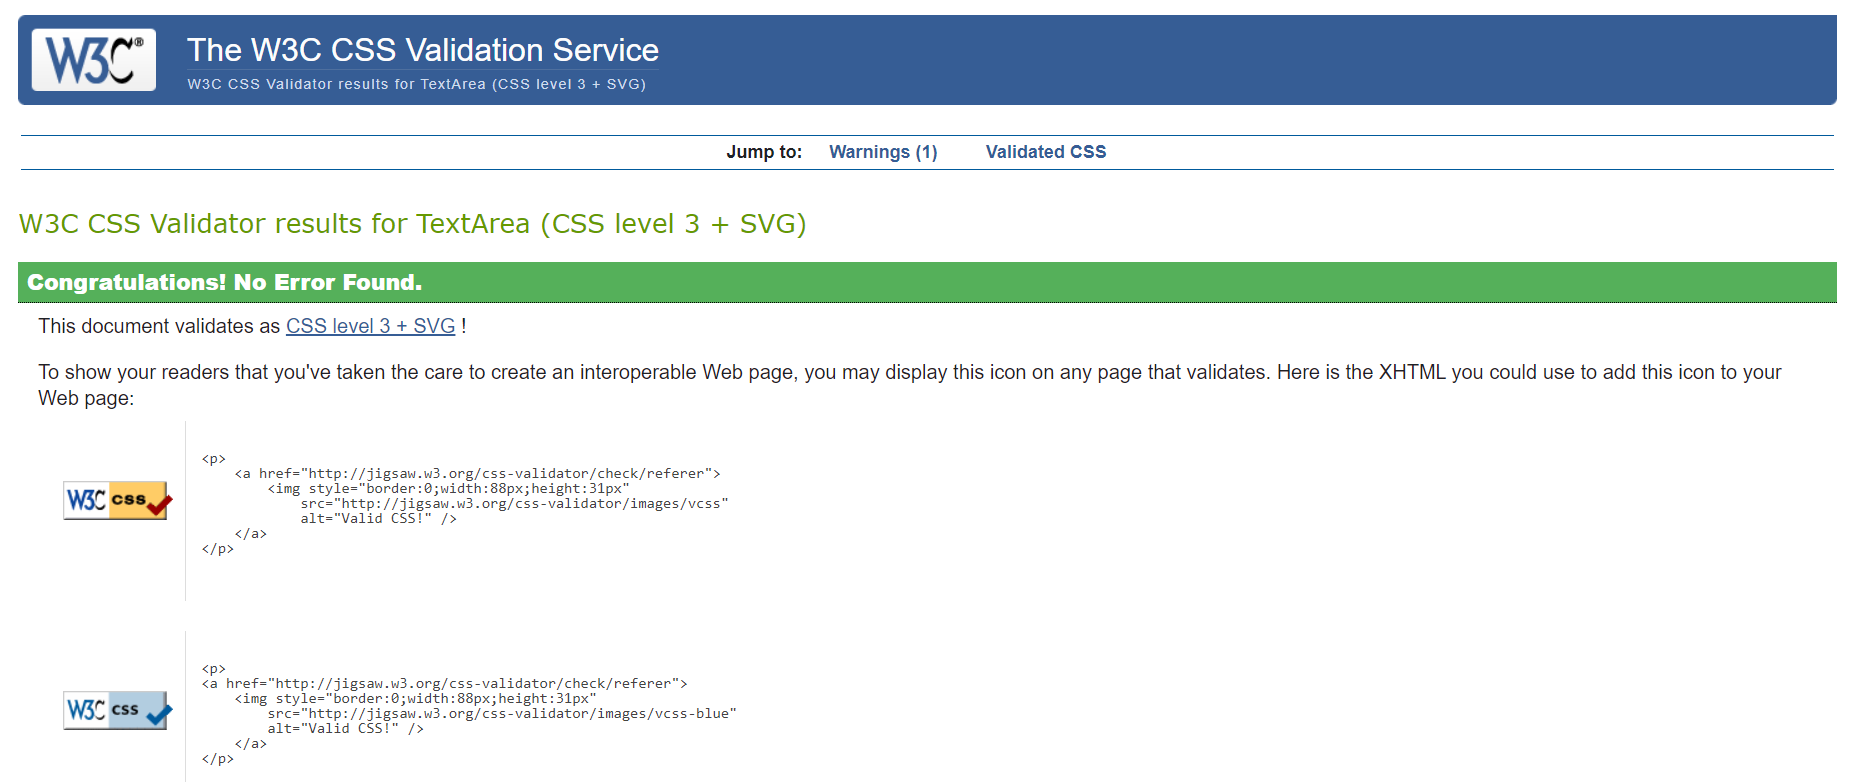 W3C®
The W3C CSS Validation Service
W3C CSS Validator results for TextArea (CSS level 3 + SVG)
Jump to: Warnings (1) Validated CSS
W3C CSS Validator results for TextArea (CSS level 3 + SVG)
Congratulations! No Error Found.
This document validates as CSS level 3 + SVG !
To show your readers that you've taken the care to create an interoperable Web page, you may display this icon on any page that validates. Here is the XHTML you could use to add this icon to your
Web page:
W3C css
<p>
    <a href="http://jigsaw.w3.org/css-validator/check/referer">
        <img style="border:0;width:88px;height:31px"
            src="http://jigsaw.w3.org/css-validator/images/vcss"
            alt="Valid CSS!" />
    </a>
</p>
W3C css
<p>
<a href="http://jigsaw.w3.org/css-validator/check/referer">
    <img style="border:0;width:88px;height:31px"
        src="http://jigsaw.w3.org/css-validator/images/vcss-blue"
        alt="Valid CSS!" />
    </a>
</p>